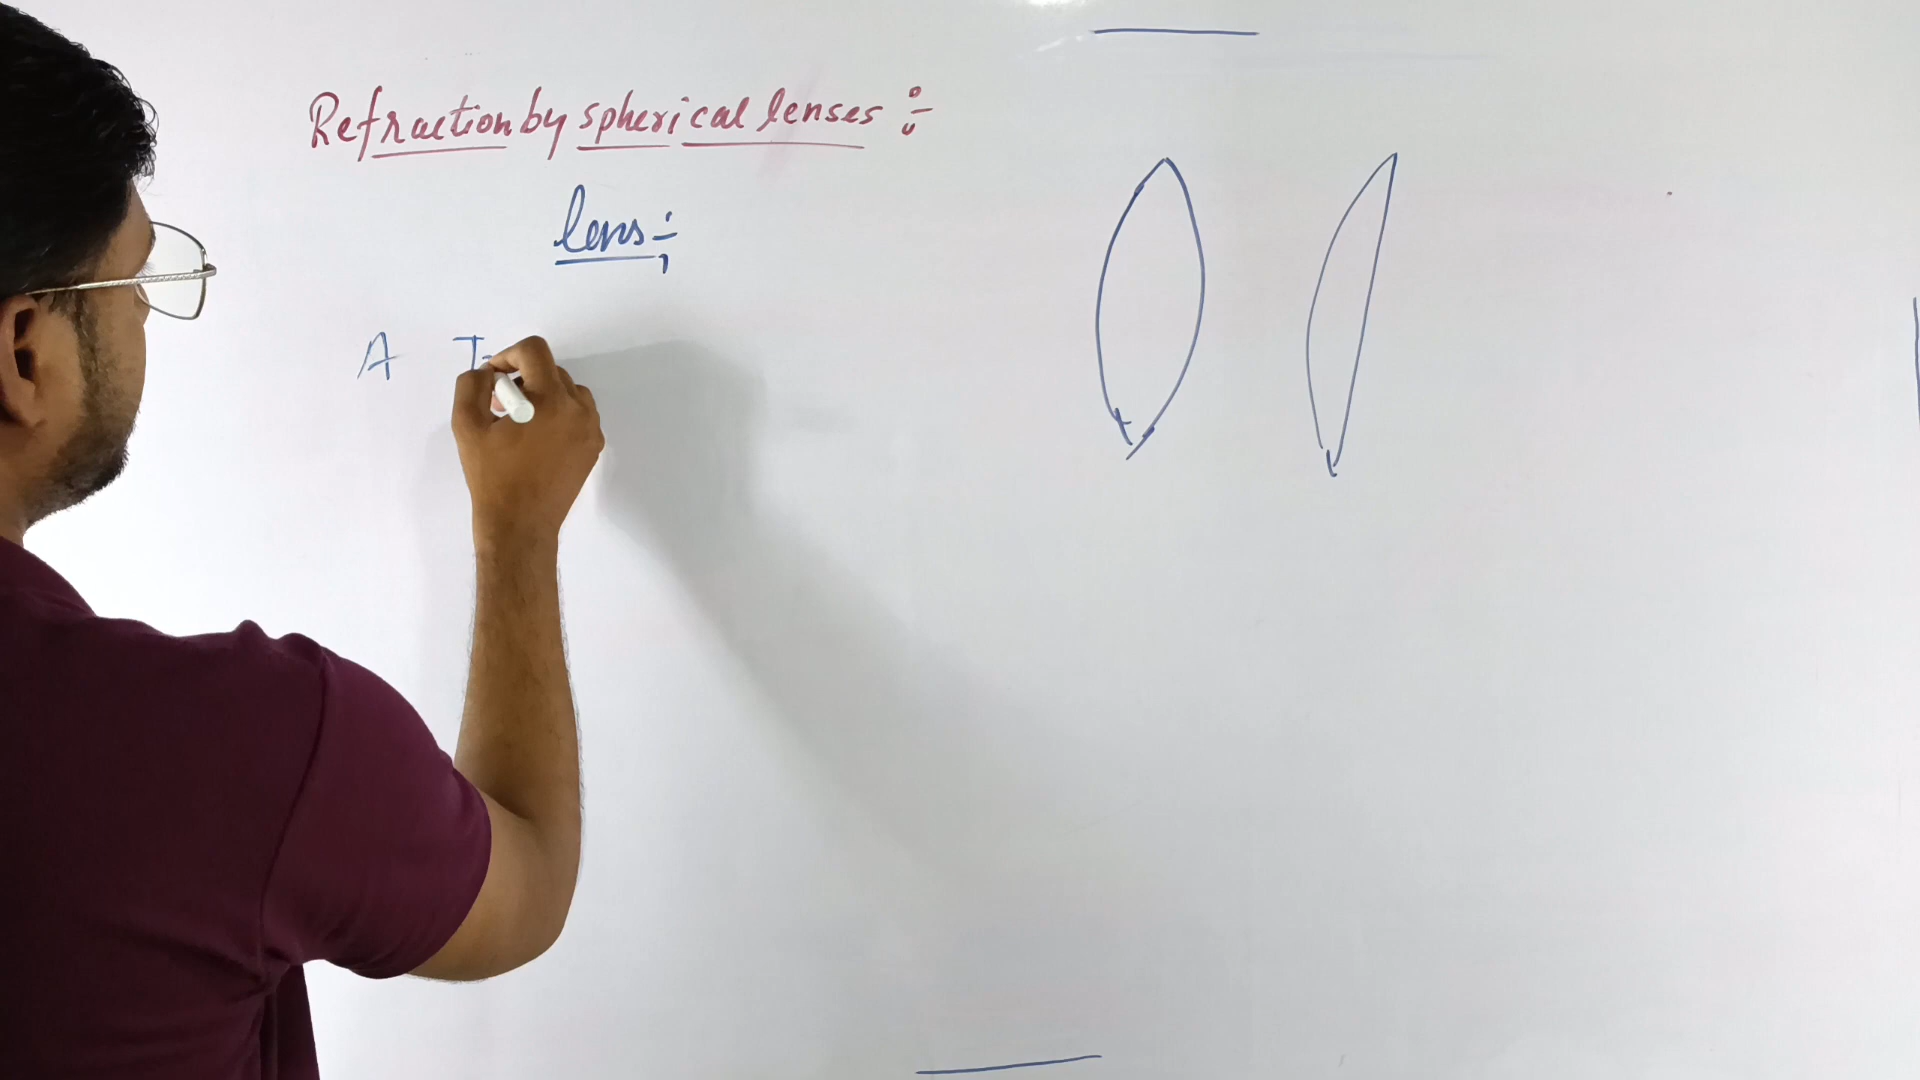 Refraction by spherical lenses :-
lens :-
A